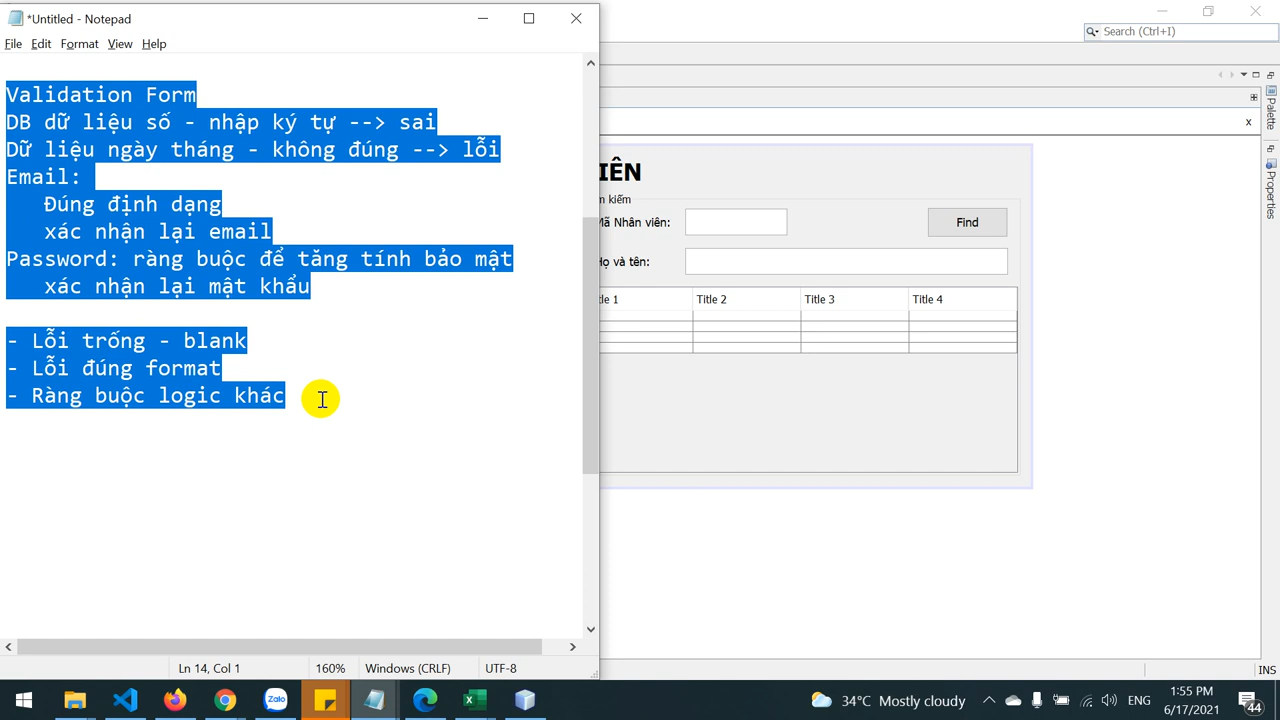 *Untitled - Notepad
File Edit Format View Help
Validation Form
DB dữ liệu số - nhập ký tự --> sai
Dữ liệu ngày tháng - không đúng --> lỗi
Email:
Đúng định dạng
xác nhận lại email
Password: ràng buộc để tăng tính bảo mật
xác nhận lại mật khẩu
- Lỗi trống - blank
- Lỗi đúng format
- Ràng buộc logic khác
Ln 14, Col 1 160% Windows (CRLF) UTF-8
Search (Ctrl+I)
Palette
Properties
x
IÊN
m kiếm
Mã Nhân viên:
Find
Họ và tên:
tle 1 Title 2 Title 3 Title 4
INS
Zalo
34°C Mostly cloudy
ENG
1:55 PM
6/17/2021
44